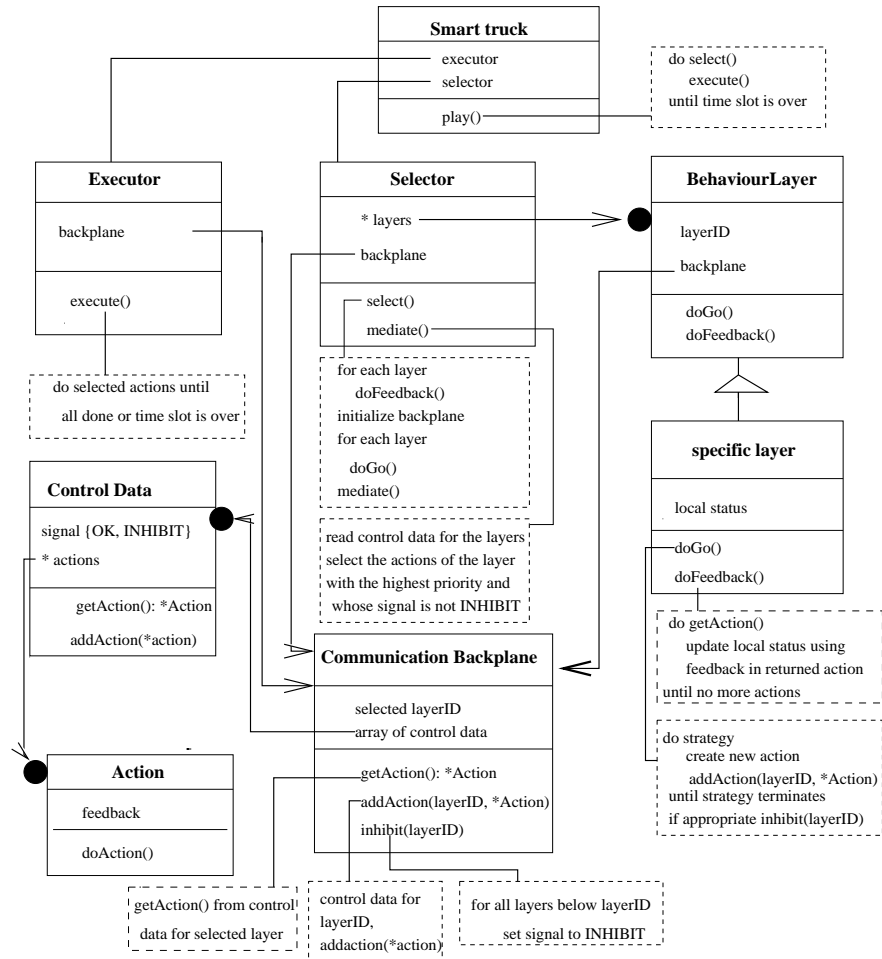 Smart truck
executor
selector
play()
do select()
execute()
until time slot is over
Executor
backplane
execute()
do selected actions until
all done or time slot is over
Selector
* layers
backplane
select()
mediate()
for each layer
doFeedback()
initialize backplane
for each layer
doGo()
mediate()
read control data for the layers
select the actions of the layer
with the highest priority and
whose signal is not INHIBIT
BehaviourLayer
layerID
backplane
doGo()
doFeedback()
specific layer
local status
doGo()
doFeedback()
do getAction()
update local status using
feedback in returned action
until no more actions
do strategy
create new action
addAction(layerID, *Action)
until strategy terminates
if appropriate inhibit(layerID)
Control Data
signal {OK, INHIBIT}
* actions
getAction(): *Action
addAction(*action)
Communication Backplane
selected layerID
array of control data
getAction(): *Action
addAction(layerID, *Action)
inhibit(layerID)
Action
feedback
doAction()
getAction() from control
data for selected layer
control data for
layerID,
addaction(*action)
for all layers below layerID
set signal to INHIBIT